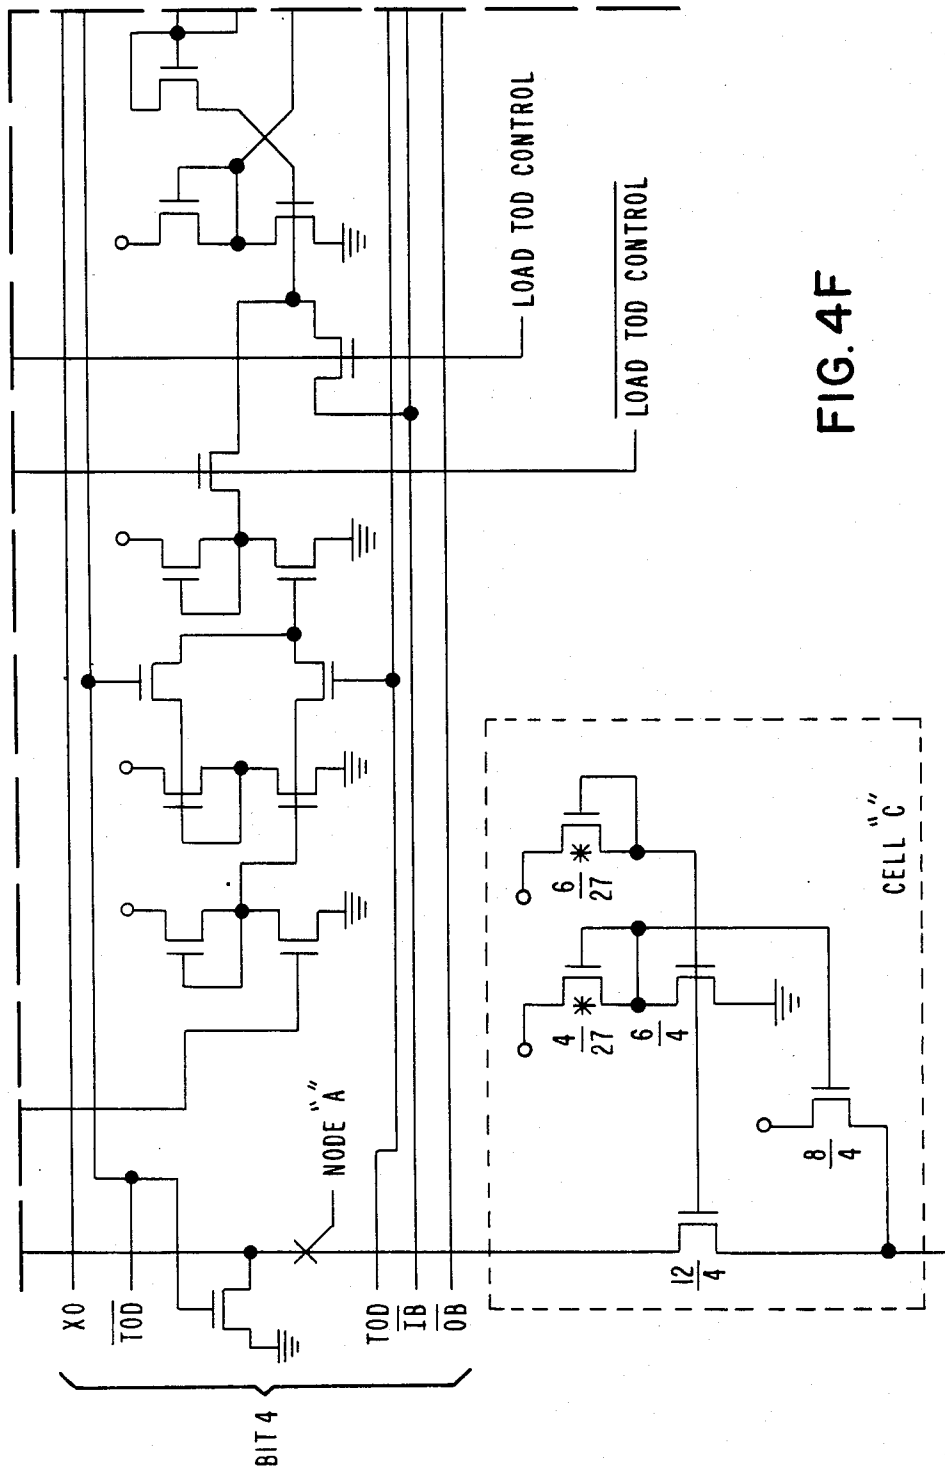 BIT 4
XO
TOD
TOD
IB
OB
NODE "A"
LOAD TOD CONTROL
LOAD TOD CONTROL
12/4
8/4
4/27
*
6/4
6/27
*
CELL "C"
FIG. 4F